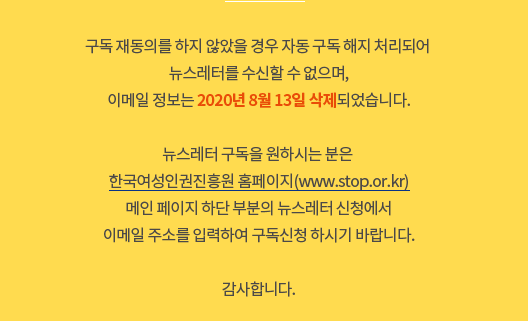 구독 재동의를 하지 않았을 경우 자동 구독 해지 처리되어
뉴스레터를 수신할 수 없으며,
이메일 정보는 2020년 8월 13일 삭제되었습니다.
뉴스레터 구독을 원하시는 분은
한국여성인권진흥원 홈페이지(www.stop.or.kr)
메인 페이지 하단 부분의 뉴스레터 신청에서
이메일 주소를 입력하여 구독신청 하시기 바랍니다.
감사합니다.